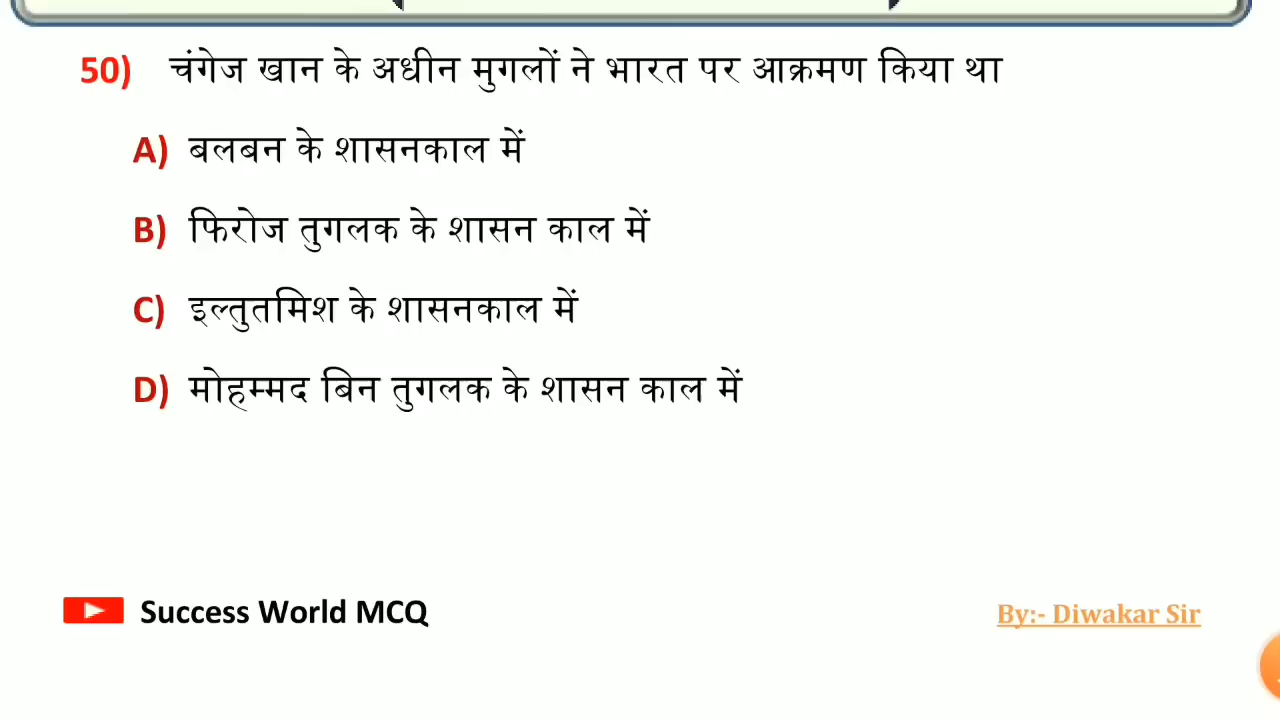 50) चंगेज खान के अधीन मुगलों ने भारत पर आक्रमण किया था
A) बलबन के शासनकाल में
B) फिरोज तुगलक के शासन काल में
C) इल्तुतमिश के शासनकाल में
D) मोहम्मद बिन तुगलक के शासन काल में
Success World MCQ
By:- Diwakar Sir